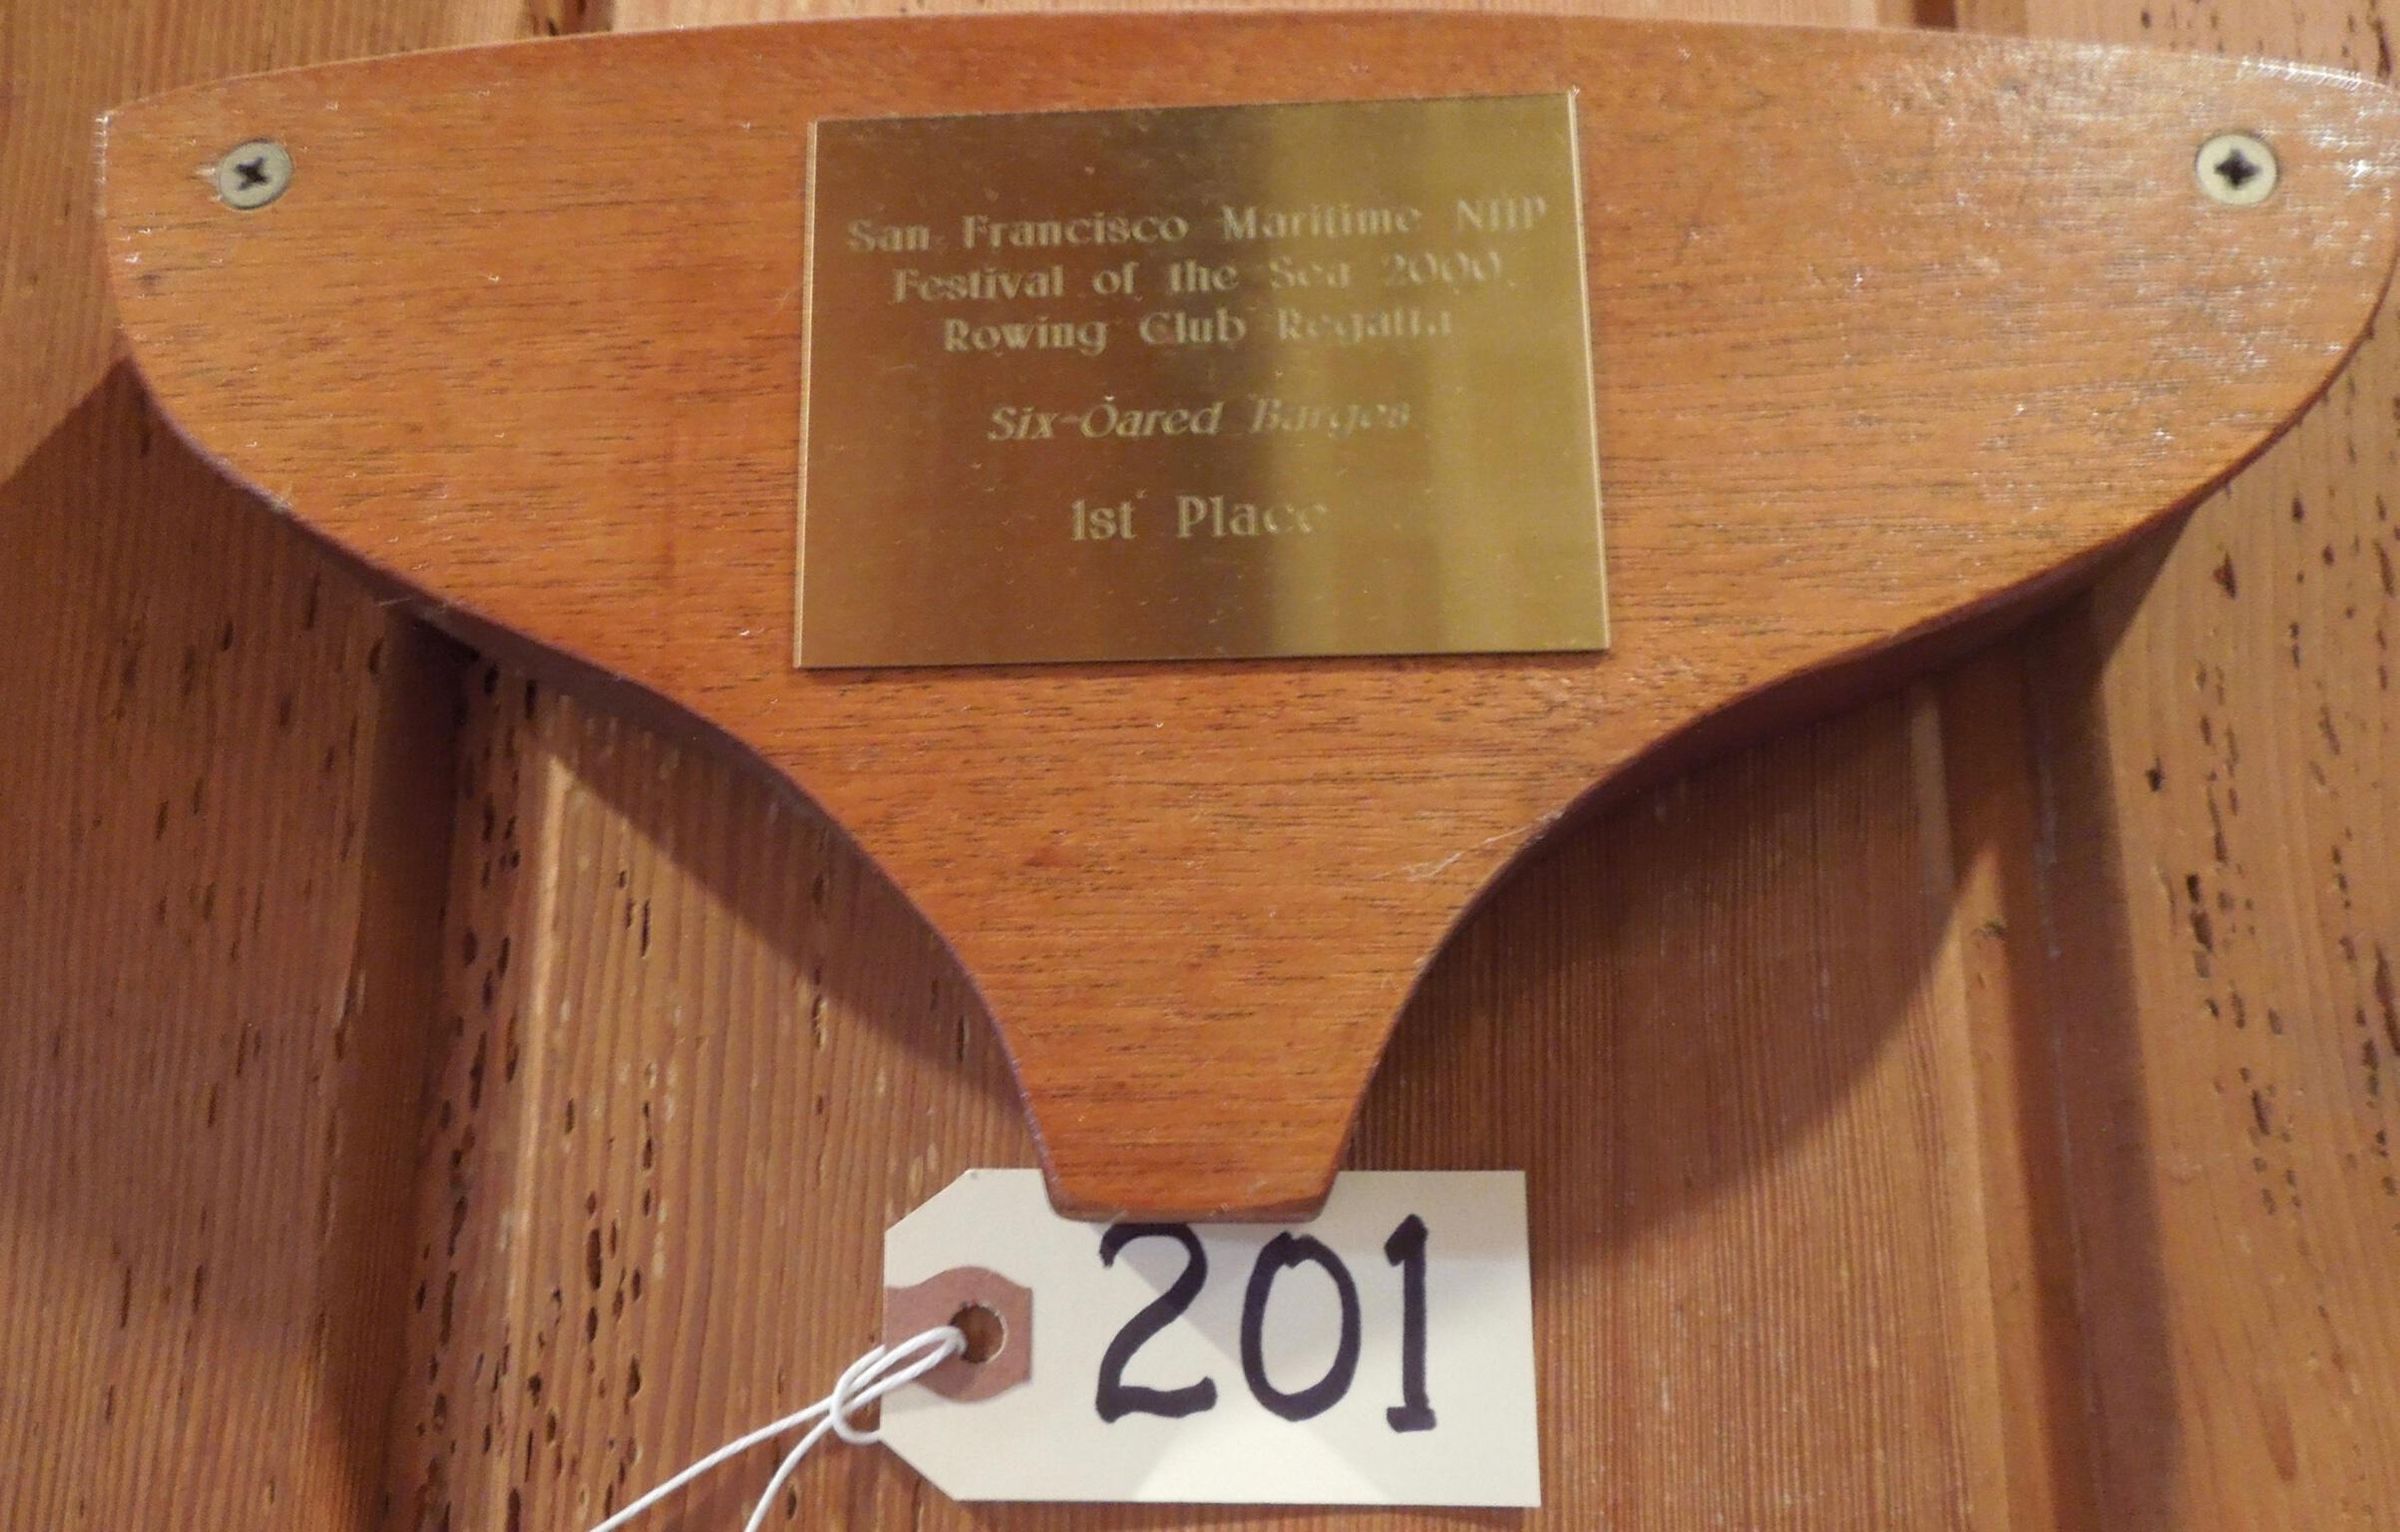 San Francisco Maritime NHP
Festival of the Sea 2000
Rowing Club Regatta
Six-Oared Barges
1st Place
201